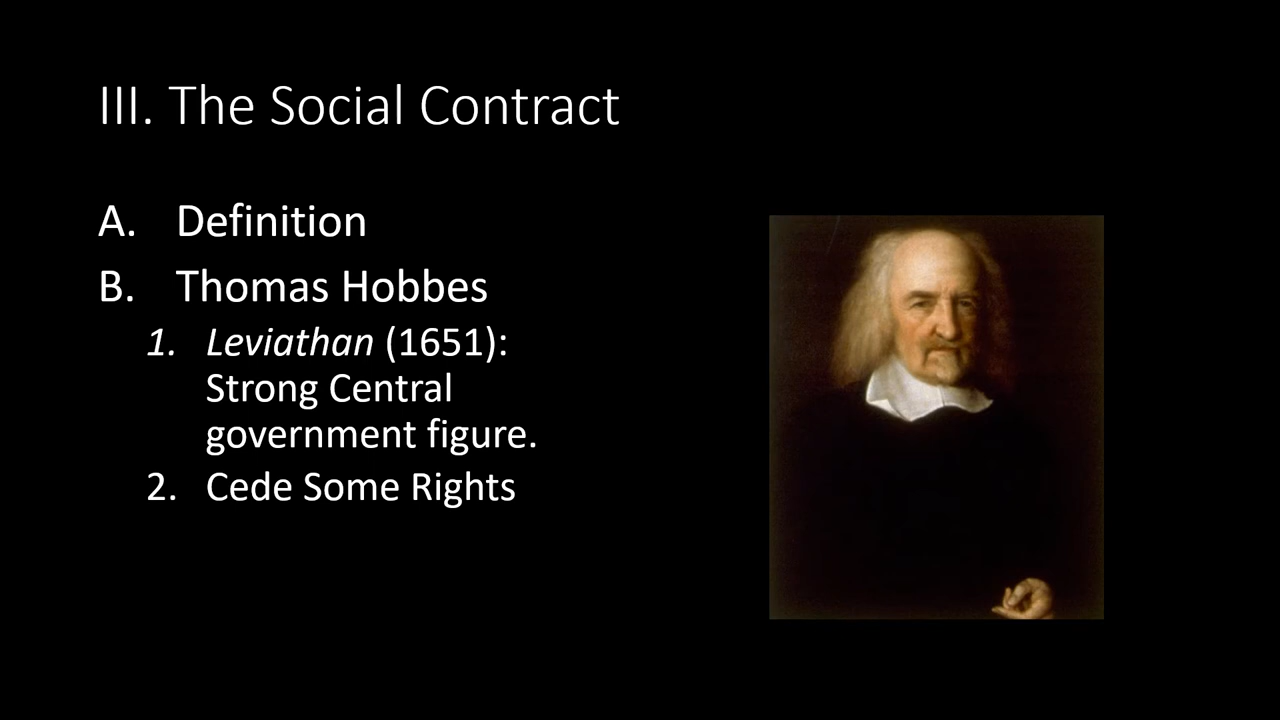 III. The Social Contract
A. Definition
B. Thomas Hobbes
1. Leviathan (1651):
Strong Central
government figure.
2. Cede Some Rights